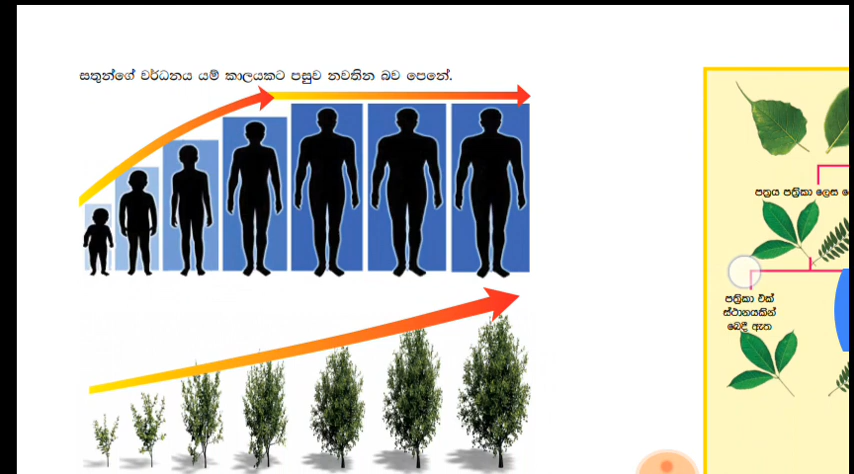 සතුන්ගේ වර්ධනය යම් කාලයකට පසුව නවතින බව පෙනේ.
පත්‍රය පත්‍රිකා ලෙස
පත්‍රිකා එක්
ස්ථානයකින්
බෙදී ඇත